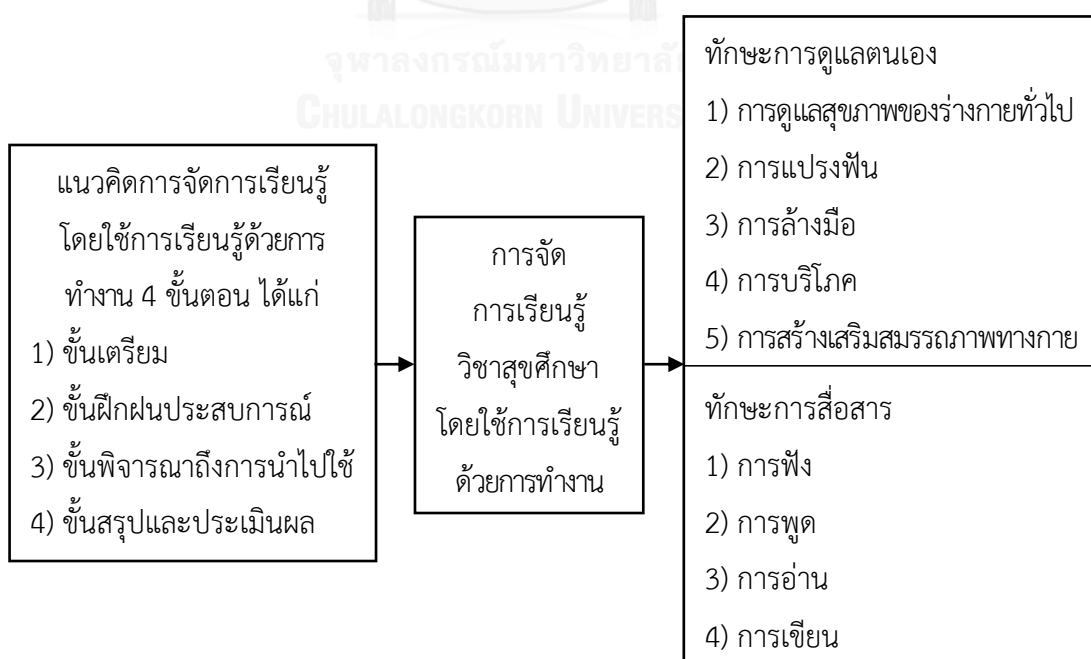 จุฬาลงกรณ์มหาวิทยาลั
CHULALONGKORN UNIVERS
แนวคิดการจัดการเรียนรู้
โดยใช้การเรียนรู้ด้วยการ
ทำงาน 4 ขั้นตอน ได้แก่
1) ขั้นเตรียม
2) ขั้นฝึกฝนประสบการณ์
3) ขั้นพิจารณาถึงการนำไปใช้
4) ขั้นสรุปและประเมินผล
การจัด
การเรียนรู้
วิชาสุขศึกษา
โดยใช้การเรียนรู้
ด้วยการทำงาน
ทักษะการดูแลตนเอง
1) การดูแลสุขภาพของร่างกายทั่วไป
2) การแปรงฟัน
3) การล้างมือ
4) การบริโภค
5) การสร้างเสริมสมรรถภาพทางกาย
ทักษะการสื่อสาร
1) การฟัง
2) การพูด
3) การอ่าน
4) การเขียน